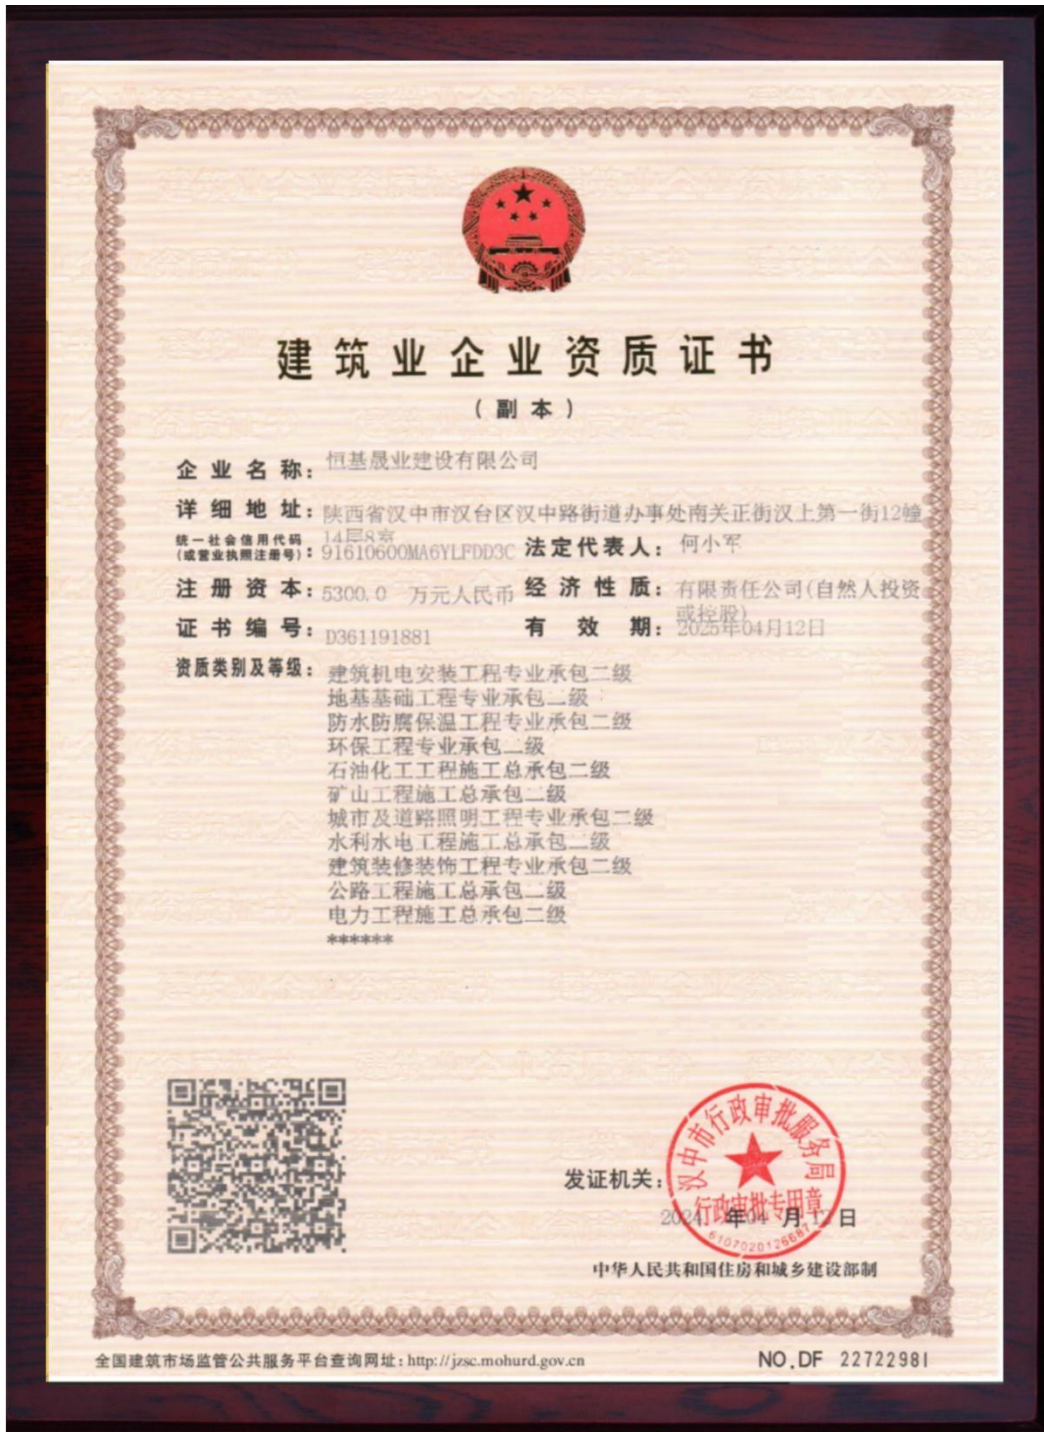 建筑业企业资质证书
(副本)
企业名称: 恒基晟业建设有限公司
详细地址: 陕西省汉中市汉台区汉中路街道办事处南关正街汉上第一街12幢
14层8室
统一社会信用代码
(或营业执照注册号): 91610600MA6YLFDD3C 法定代表人: 何小军
注册资本: 5300.0 万元人民币 经济性质: 有限责任公司(自然人投资
或控股)
证书编号: D361191881 有效期: 2025年04月12日
资质类别及等级: 建筑机电安装工程专业承包二级
地基基础工程专业承包二级
防水防腐保温工程专业承包二级
环保工程专业承包二级
石油化工工程施工总承包二级
矿山工程施工总承包二级
城市及道路照明工程专业承包二级
水利水电工程施工总承包二级
建筑装修装饰工程专业承包二级
公路工程施工总承包二级
电力工程施工总承包二级
******
汉中市行政审批服务局
发证机关:
行政审批专用章
2024年04月12日
6107020126687
中华人民共和国住房和城乡建设部制
全国建筑市场监管公共服务平台查询网址: http://jzsc.mohurd.gov.cn
NO.DF 22722981